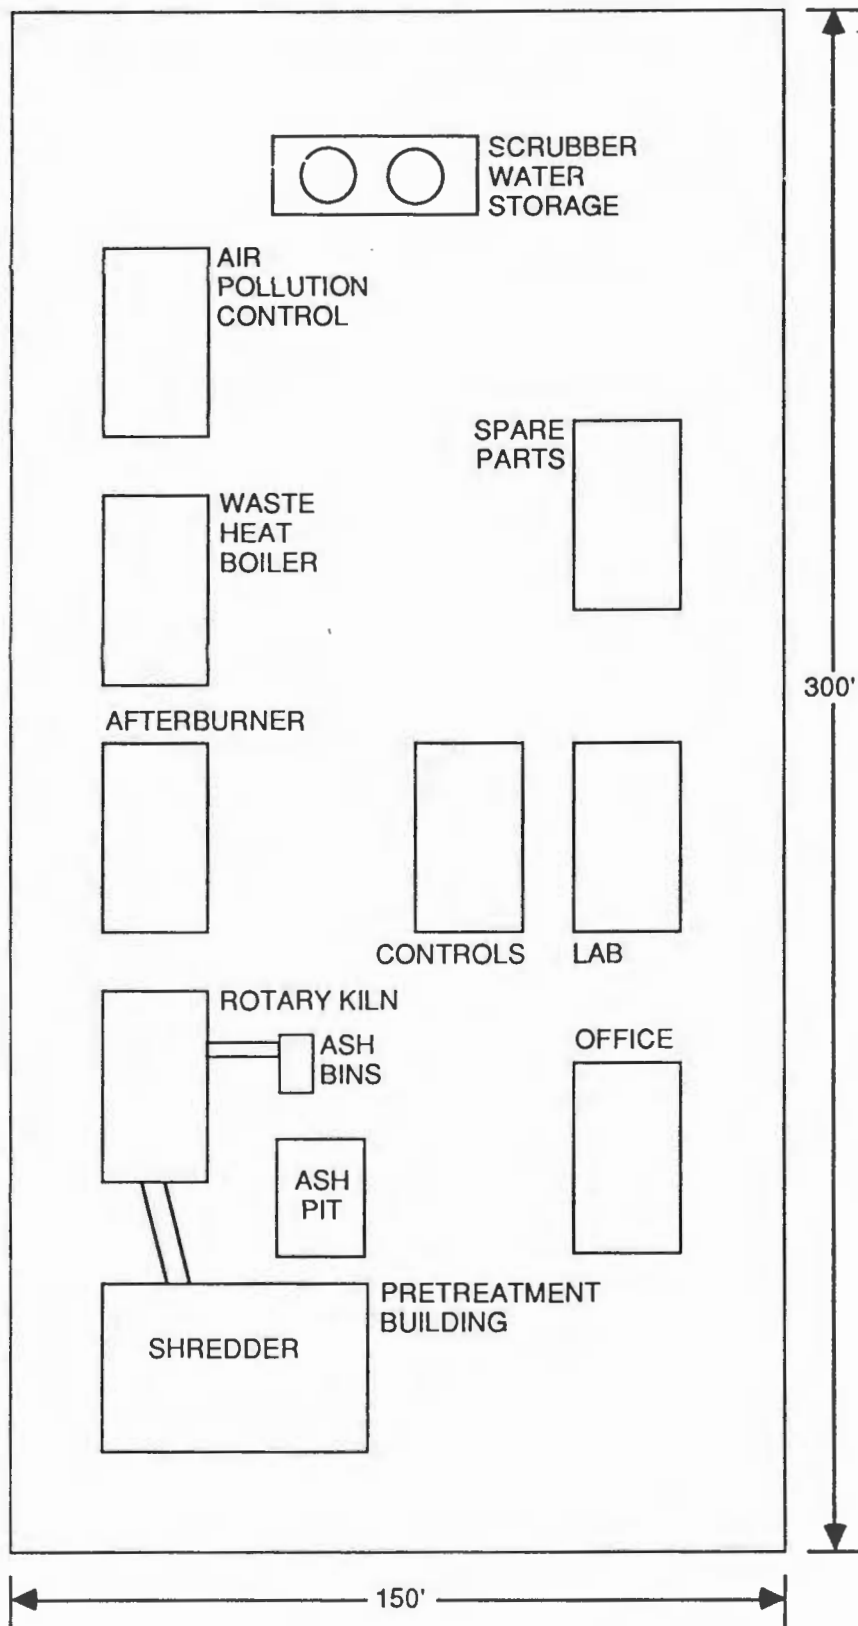 SCRUBBER
WATER
STORAGE
AIR
POLLUTION
CONTROL
SPARE
PARTS
WASTE
HEAT
BOILER
300'
AFTERBURNER
CONTROLS
LAB
ROTARY KILN
ASH
BINS
OFFICE
ASH
PIT
PRETREATMENT
BUILDING
SHREDDER
150'